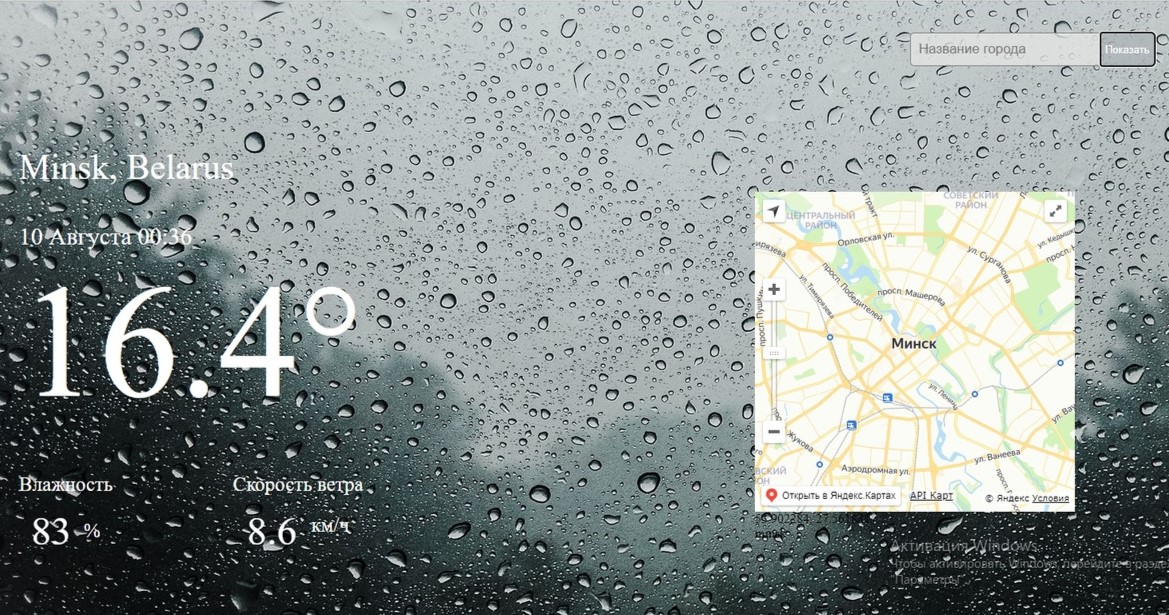 Название города
Показать
Minsk, Belarus
10 Августа 00:36
16.4°
Влажность
Скорость ветра
83 %
8.6 км/ч
СОВЕТСКИЙ
РАЙОН
ЦЕНТРАЛЬНЫЙ
РАЙОН
Орловская ул.
ул. Сурганова
ул. Тимирязева
просп. Победителей
просп. Машерова
Минск
ул. Ленина
Жукова
ул. Ванеева
Аэродромная ул.
Открыть в Яндекс.Картах
API Карт
© Яндекс Условия
Активация Windows
Чтобы активировать Windows, перейдите в разде
"Параметры".